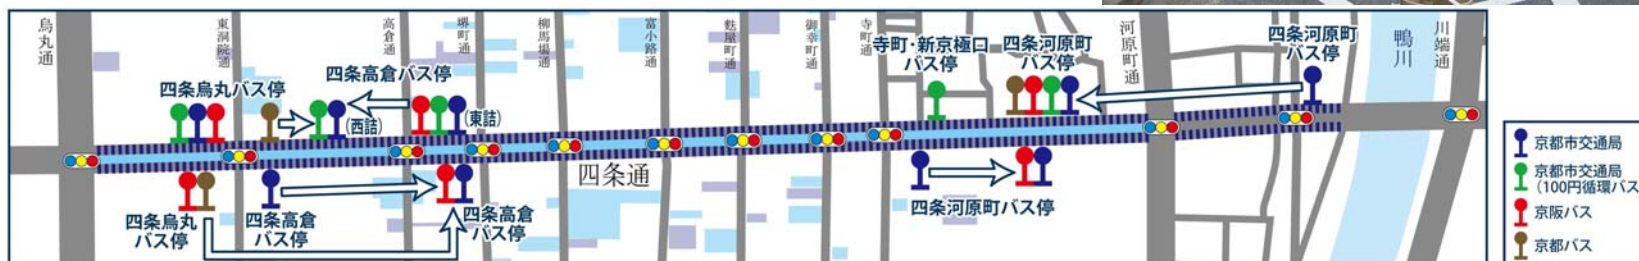 烏丸通
東洞院通
高倉通
堺町通
柳馬場通
富小路通
麩屋町通
御幸町通
寺町通
河原町通
鴨川
川端通
四条烏丸バス停
四条高倉バス停
(西詰)
(東詰)
寺町・新京極口
バス停
四条河原町
バス停
四条河原町
バス停
四条通
四条烏丸
バス停
四条高倉
バス停
四条高倉
バス停
四条河原町バス停
京都市交通局
京都市交通局
(100円循環バス
京阪バス
京都バス